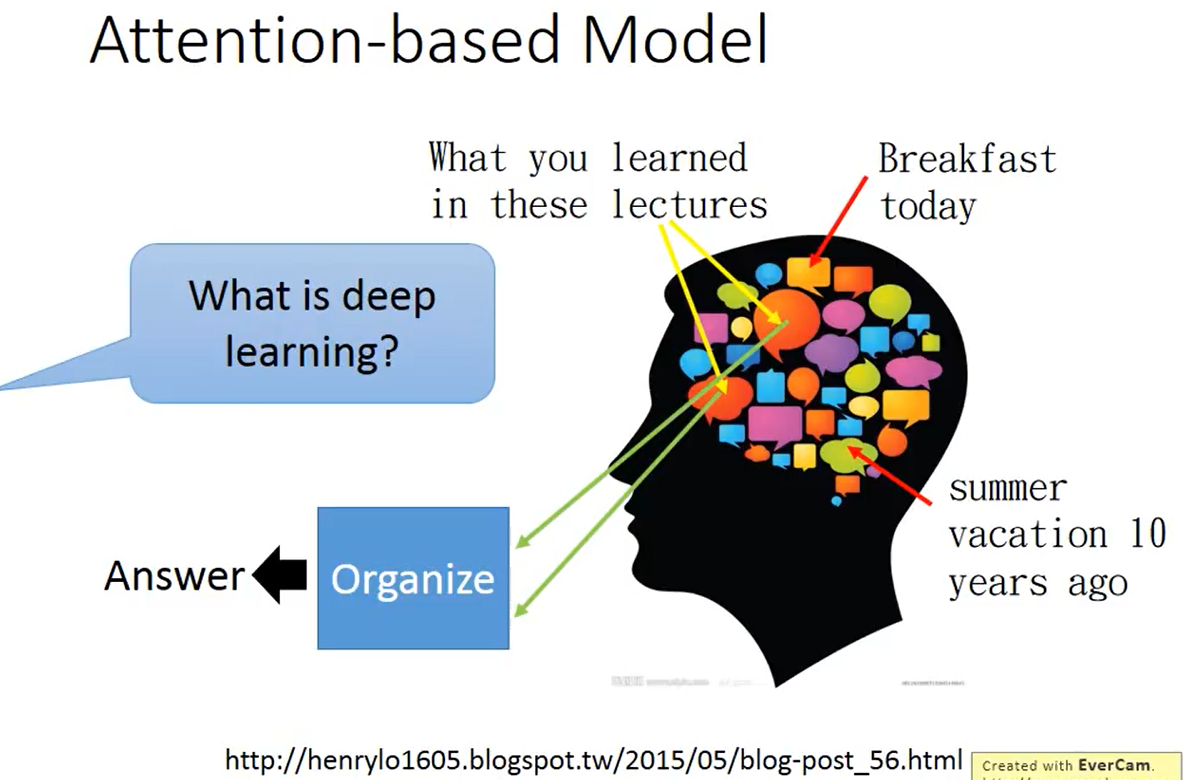 Attention-based Model
What you learned
in these lectures
Breakfast
today
What is deep
learning?
summer
vacation 10
years ago
Organize
Answer
http://henrylo1605.blogspot.tw/2015/05/blog-post_56.html
Created with EverCam.